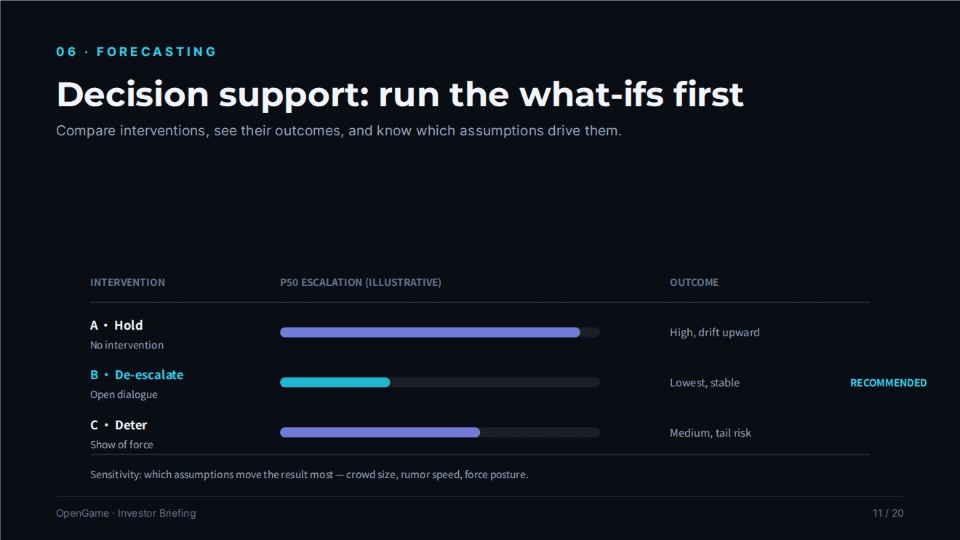 06 · FORECASTING
Decision support: run the what-ifs first
Compare interventions, see their outcomes, and know which assumptions drive them.
INTERVENTION P50 ESCALATION (ILLUSTRATIVE) OUTCOME
A · Hold
No intervention
High, drift upward
B · De-escalate
Open dialogue
Lowest, stable
RECOMMENDED
C · Deter
Show of force
Medium, tail risk
Sensitivity: which assumptions move the result most — crowd size, rumor speed, force posture.
OpenGame · Investor Briefing 11 / 20